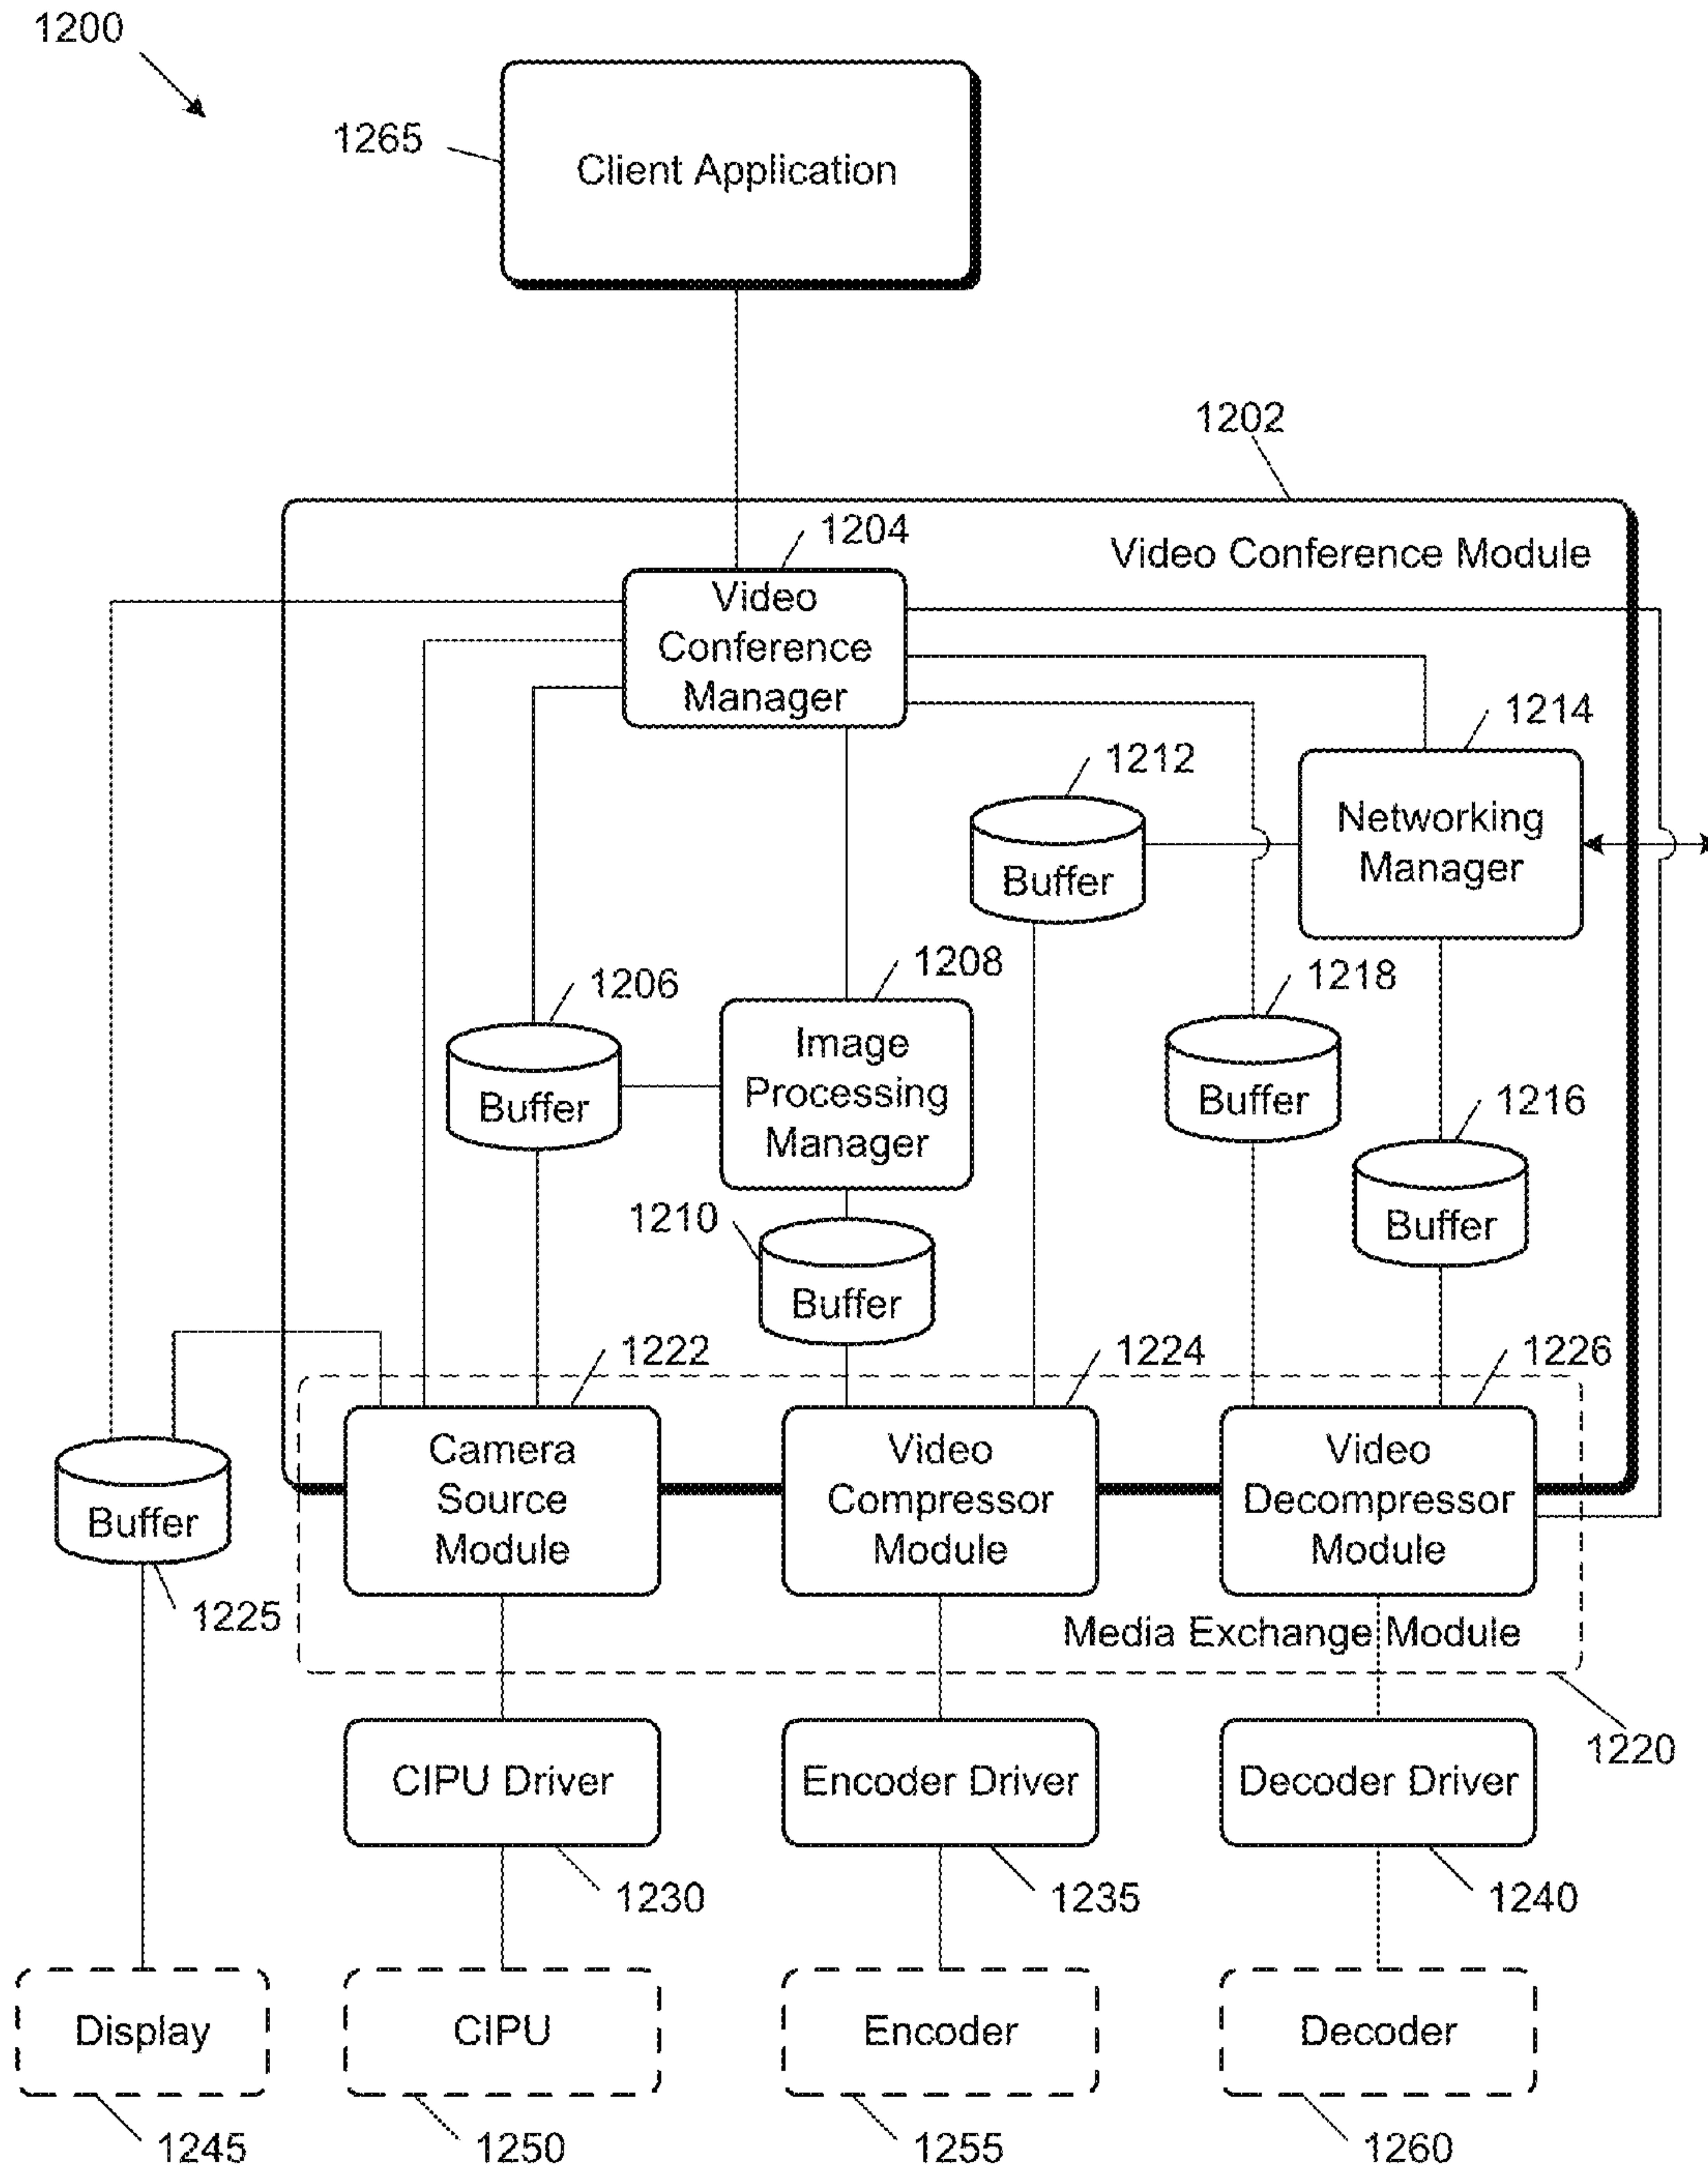 1200
1265
Client Application
1202
1204
Video Conference Module
Video
Conference
Manager
1214
1212
Networking
Manager
Buffer
1208
1218
1206
Image
Processing
Manager
Buffer
Buffer
1216
1210
Buffer
Buffer
1222
1224
1226
Camera
Source
Module
Video
Compressor
Module
Video
Decompressor
Module
Buffer
1225
Media Exchange Module
1220
CIPU Driver
Encoder Driver
Decoder Driver
1230
1235
1240
Display
CIPU
Encoder
Decoder
1245
1250
1255
1260